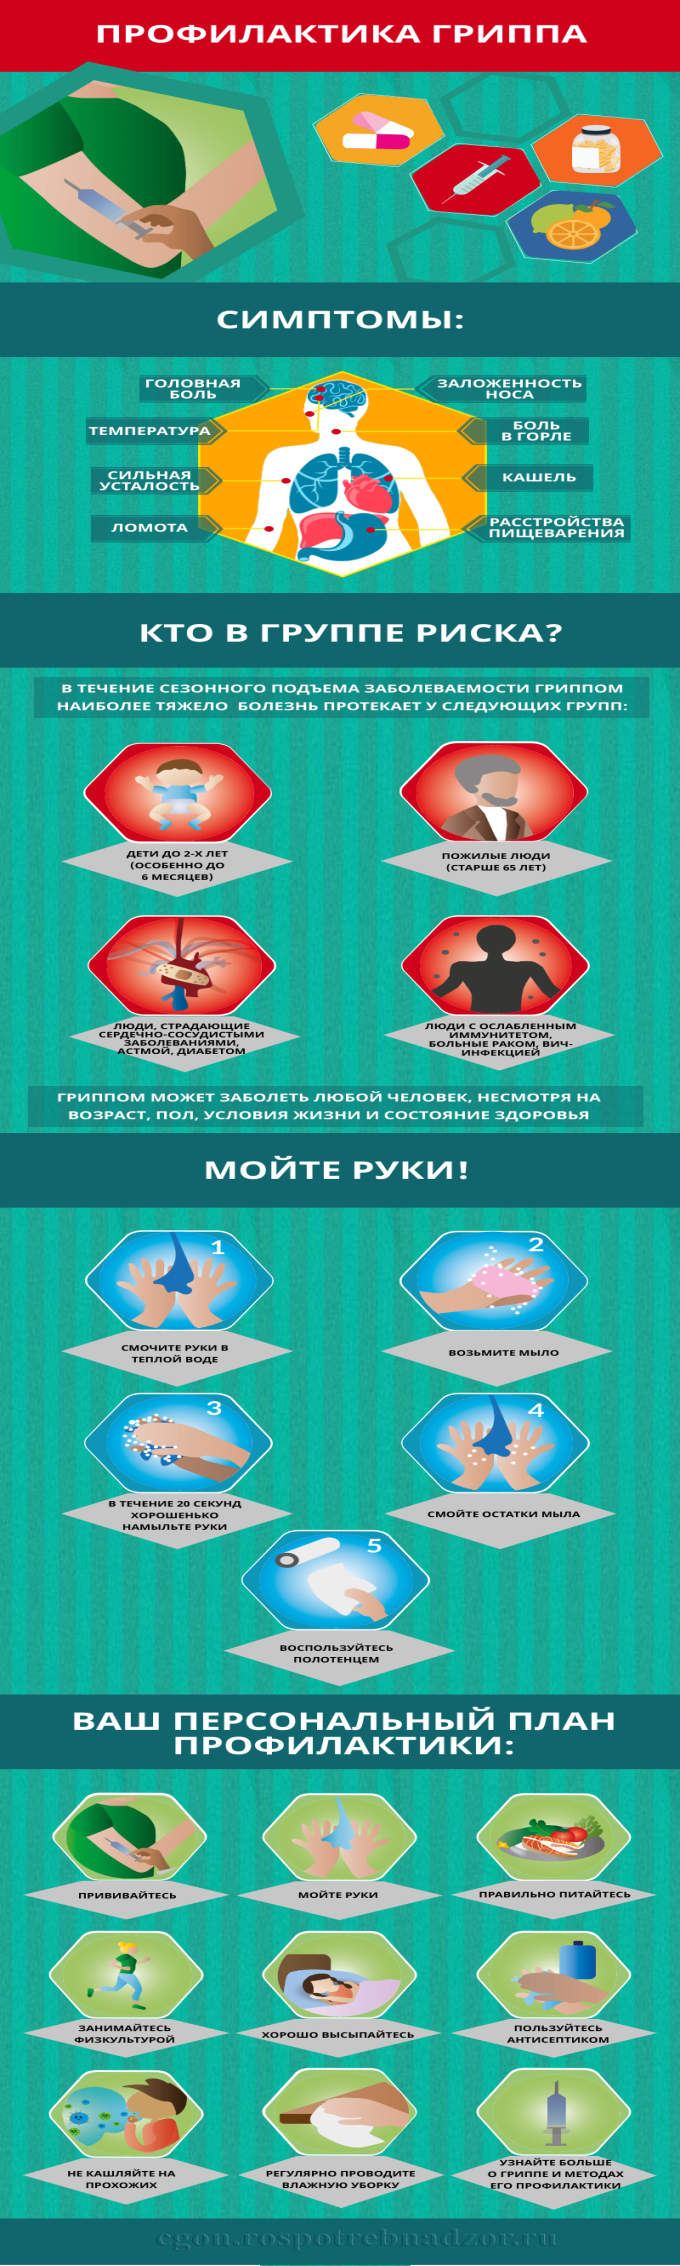 ПРОФИЛАКТИКА ГРИППА
СИМПТОМЫ:
ГОЛОВНАЯ
БОЛЬ
ЗАЛОЖЕННОСТЬ
НОСА
ТЕМПЕРАТУРА
БОЛЬ
В ГОРЛЕ
СИЛЬНАЯ
УСТАЛОСТЬ
КАШЕЛЬ
ЛОМОТА
РАССТРОЙСТВА
ПИЩЕВАРЕНИЯ
КТО В ГРУППЕ РИСКА?
В ТЕЧЕНИЕ СЕЗОННОГО ПОДЪЕМА ЗАБОЛЕВАЕМОСТИ ГРИППОМ
НАИБОЛЕЕ ТЯЖЕЛО БОЛЕЗНЬ ПРОТЕКАЕТ У СЛЕДУЮЩИХ ГРУПП:
ДЕТИ ДО 2-Х ЛЕТ
(ОСОБЕННО ДО
6 МЕСЯЦЕВ)
ПОЖИЛЫЕ ЛЮДИ
(СТАРШЕ 65 ЛЕТ)
ЛЮДИ, СТРАДАЮЩИЕ
СЕРДЕЧНО-СОСУДИСТЫМИ
ЗАБОЛЕВАНИЯМИ,
АСТМОЙ, ДИАБЕТОМ
ЛЮДИ С ОСЛАБЛЕННЫМ
ИММУНИТЕТОМ,
БОЛЬНЫЕ РАКОМ, ВИЧ-
ИНФЕКЦИЕЙ
ГРИППОМ МОЖЕТ ЗАБОЛЕТЬ ЛЮБОЙ ЧЕЛОВЕК, НЕСМОТРЯ НА
ВОЗРАСТ, ПОЛ, УСЛОВИЯ ЖИЗНИ И СОСТОЯНИЕ ЗДОРОВЬЯ
МОЙТЕ РУКИ!
1
СМОЧИТЕ РУКИ В
ТЕПЛОЙ ВОДЕ
2
ВОЗЬМИТЕ МЫЛО
3
В ТЕЧЕНИЕ 20 СЕКУНД
ХОРОШЕНЬКО
НАМЫЛЬТЕ РУКИ
4
СМОЙТЕ ОСТАТКИ МЫЛА
5
ВОСПОЛЬЗУЙТЕСЬ
ПОЛОТЕНЦЕМ
ВАШ ПЕРСОНАЛЬНЫЙ ПЛАН
ПРОФИЛАКТИКИ:
ПРИВИВАЙТЕСЬ
МОЙТЕ РУКИ
ПРАВИЛЬНО ПИТАЙТЕСЬ
ЗАНИМАЙТЕСЬ
ФИЗКУЛЬТУРОЙ
ХОРОШО ВЫСЫПАЙТЕСЬ
ПОЛЬЗУЙТЕСЬ
АНТИСЕПТИКОМ
НЕ КАШЛЯЙТЕ НА
ПРОХОЖИХ
РЕГУЛЯРНО ПРОВОДИТЕ
ВЛАЖНУЮ УБОРКУ
УЗНАЙТЕ БОЛЬШЕ
О ГРИППЕ И МЕТОДАХ
ЕГО ПРОФИЛАКТИКИ
cgon.rospotrebnadzor.ru